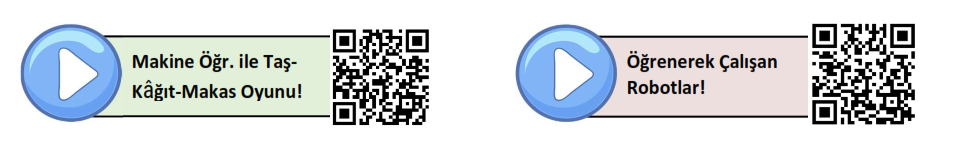 Makine Öğr. ile Taş-
Kâğıt-Makas Oyunu!
Öğrenerek Çalışan
Robotlar!